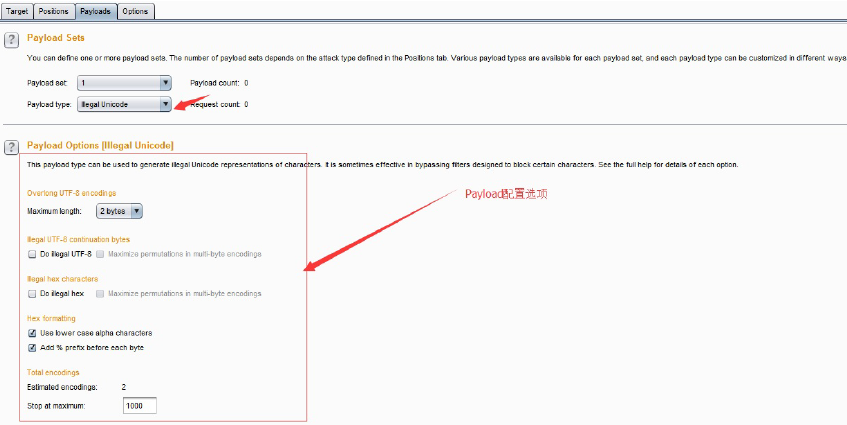 Target Positions Payloads Options
? Payload Sets
You can define one or more payload sets. The number of payload sets depends on the attack type defined in the Positions tab. Various payload types are available for each payload set, and each payload type can be customized in different ways
Payload set: 1 Payload count: 0
Payload type: Illegal Unicode Request count: 0
? Payload Options [Illegal Unicode]
This payload type can be used to generate illegal Unicode representations of characters. It is sometimes effective in bypassing filters designed to block certain characters. See the full help for details of each option.
Overlong UTF-8 encodings
Payload配置选项
Maximum length: 2 bytes
Illegal UTF-8 continuation bytes
Do illegal UTF-8 Maximize permutations in multi-byte encodings
Illegal hex characters
Do illegal hex Maximize permutations in multi-byte encodings
Hex formatting
Use lower case alpha characters
Add % prefix before each byte
Total encodings
Estimated encodings: 2
Stop at maximum: 1000